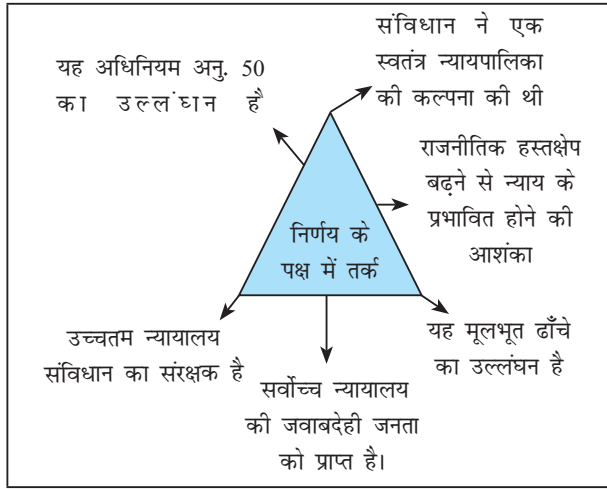 संविधान ने एक
स्वतंत्र न्यायपालिका
की कल्पना की थी
यह अधिनियम अनु. 50
का उल्लंघन है
राजनीतिक हस्तक्षेप
बढ़ने से न्याय के
प्रभावित होने की
आशंका
निर्णय के
पक्ष में तर्क
उच्चतम न्यायालय
संविधान का संरक्षक है
यह मूलभूत ढाँचे
का उल्लंघन है
सर्वोच्च न्यायालय
की जवाबदेही जनता
को प्राप्त है।